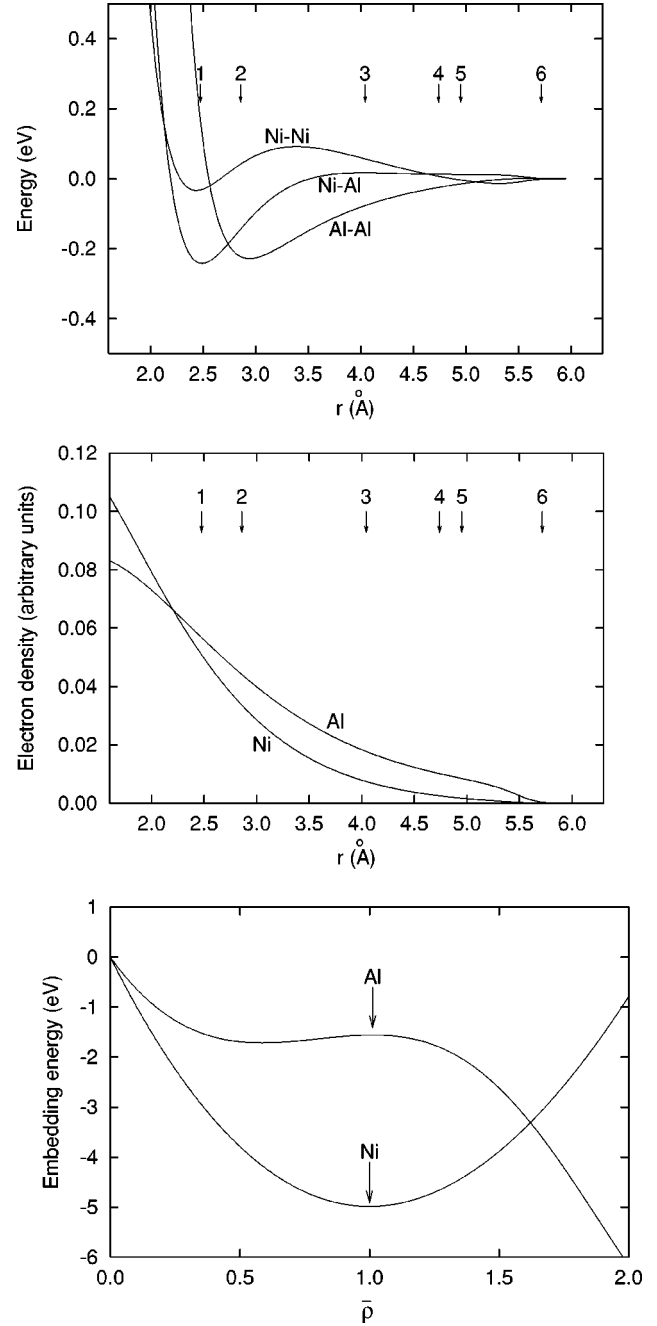 1 2 3 4 5 6
0.4
0.2
0.0
-0.2
-0.4
Energy (eV)
Ni-Ni
Ni-Al
Al-Al
2.0 2.5 3.0 3.5 4.0 4.5 5.0 5.5 6.0
r (Å)
0.12
0.10
0.08
0.06
0.04
0.02
0.00
Electron density (arbitrary units)
1 2 3 4 5 6
Al
Ni
2.0 2.5 3.0 3.5 4.0 4.5 5.0 5.5 6.0
r (Å)
1
0
-1
-2
-3
-4
-5
-6
Embedding energy (eV)
Al
Ni
0.0 0.5 1.0 1.5 2.0
ρ̄